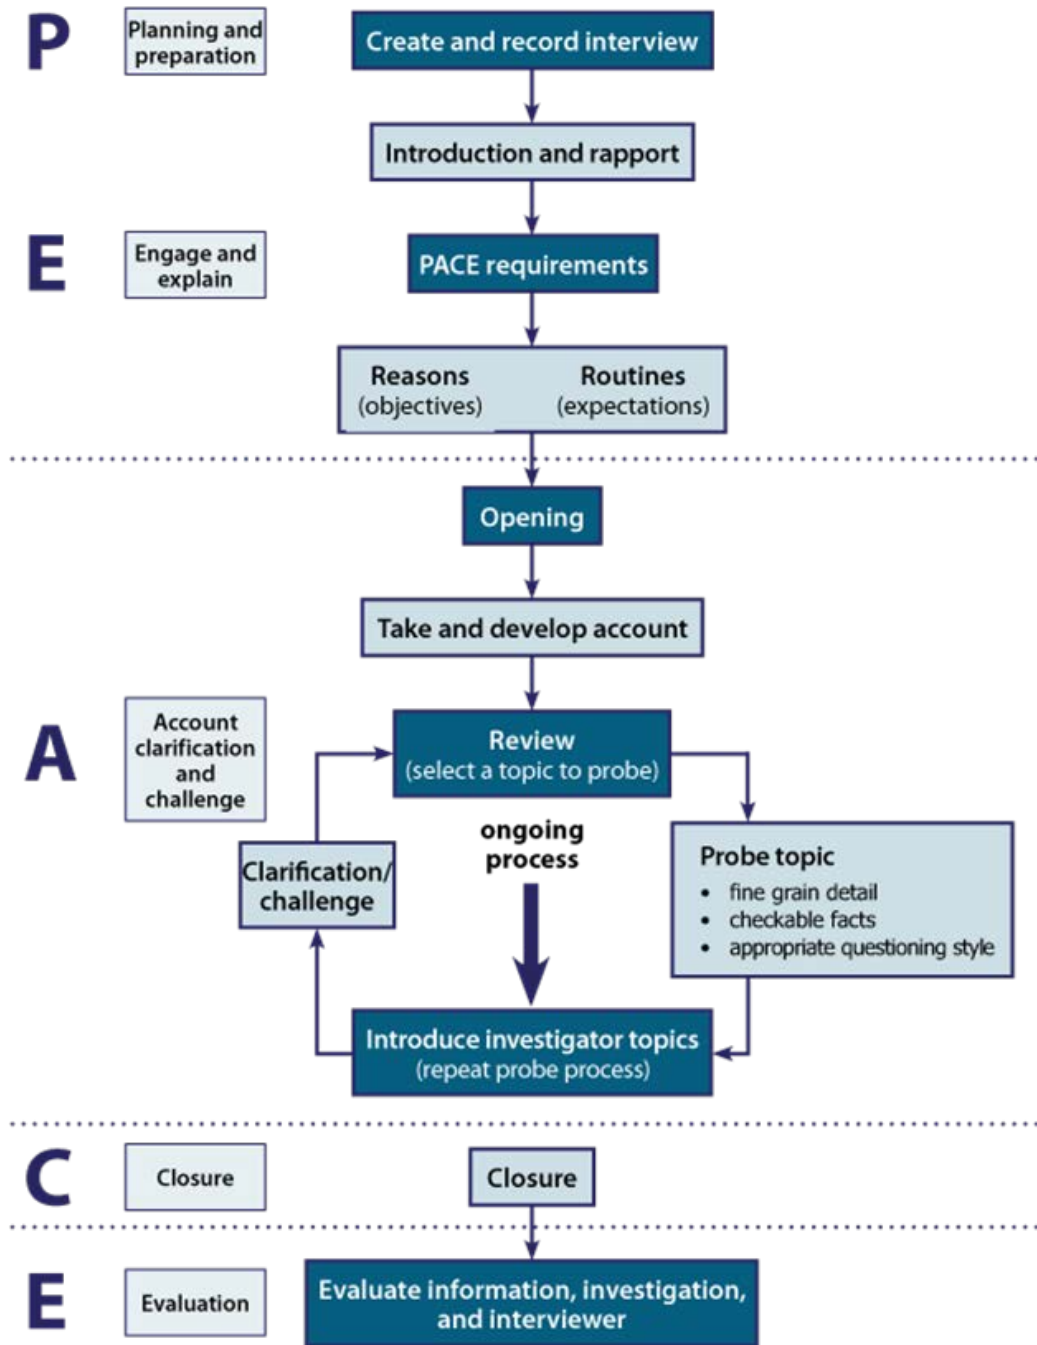 P
Planning and
preparation
Create and record interview
Introduction and rapport
E
Engage and
explain
PACE requirements
Reasons
(objectives)
Routines
(expectations)
Opening
Take and develop account
A
Account
clarification
and
challenge
Review
(select a topic to probe)
ongoing
process
Probe topic
• fine grain detail
• checkable facts
• appropriate questioning style
Clarification/
challenge
Introduce investigator topics
(repeat probe process)
C
Closure
Closure
E
Evaluation
Evaluate information, investigation,
and interviewer